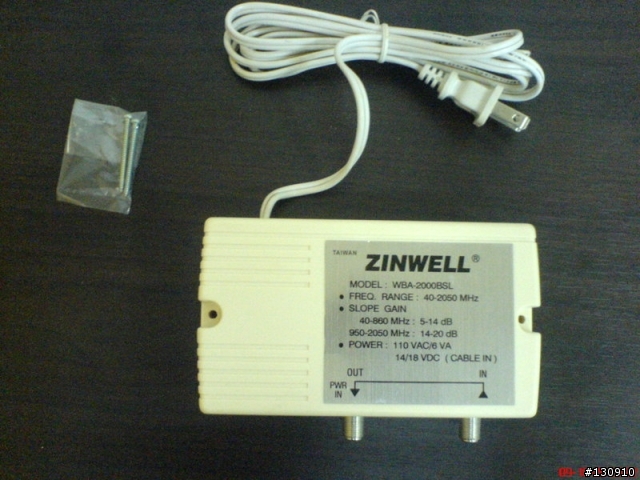 TAIWAN ZINWELL®
MODEL : WBA-2000BSL
• FREQ. RANGE : 40-2050 MHz
• SLOPE GAIN
40-860 MHz : 5-14 dB
950-2050 MHz : 14-20 dB
• POWER : 110 VAC/6 VA
14/18 VDC ( CABLE IN )
OUT IN
PWR
IN
#130910